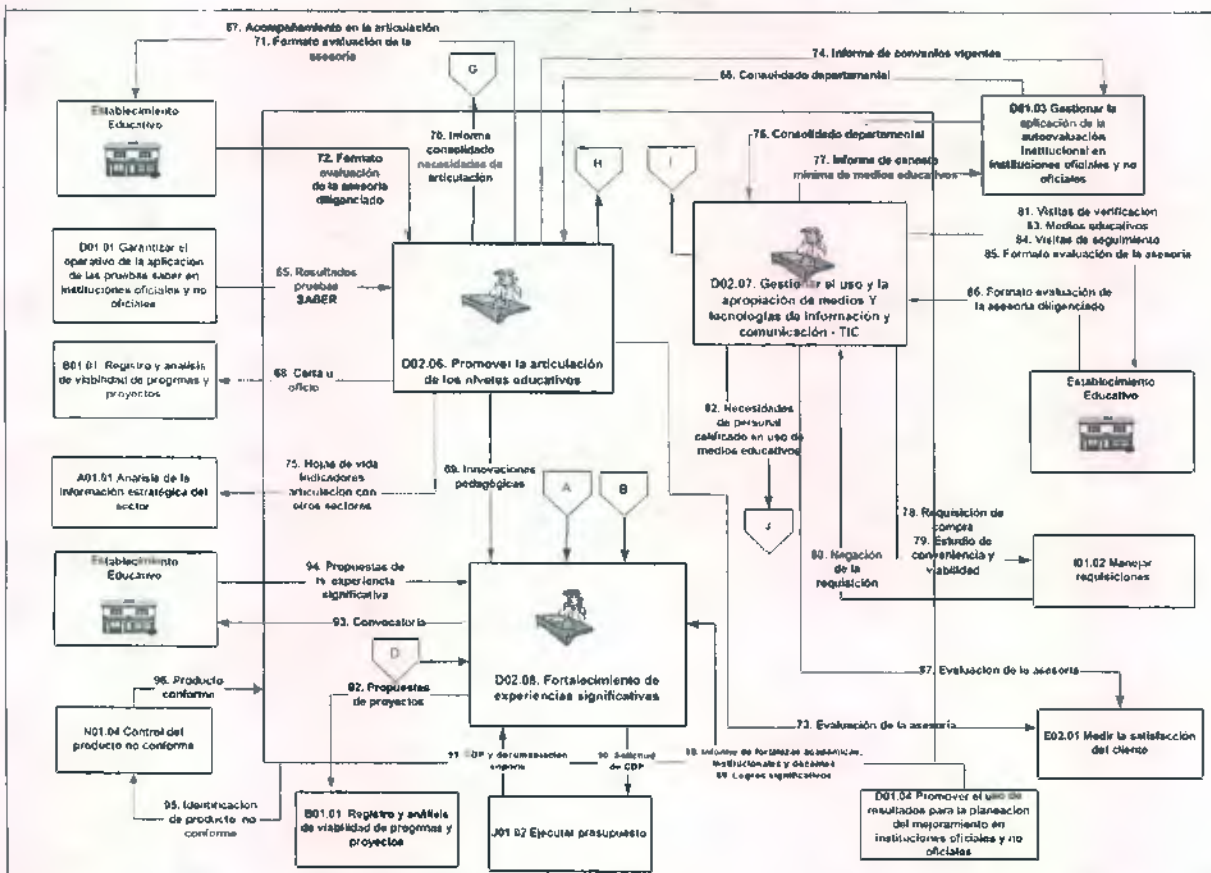 67. Acompañamiento en la articulación
71. Formato evaluación de la
asesoría
G
74. Informe de convenios vigentes
66. Consolidado departamental
Establecimiento
Educativo
70. Informe
consolidado
necesidades de
articulación
72. Formato
evaluación
de la asesoría
diligenciado
H
I
76. Consolidado departamental
77. Informe de canasta
mínima de medios educativos
D01.03 Gestionar la
aplicación de la
autoevaluación
Institucional en
instituciones oficiales y no
oficiales
81. Visitas de verificación
83. Medios educativos
84. Visitas de seguimiento
85. Formato evaluación de la asesoría
D01.01 Garantizar el
operativo de la aplicación
de las pruebas saber en
instituciones oficiales y no
oficiales
65. Resultados
pruebas
SABER
D02.06. Promover la articulación
de los niveles educativos
D02.07. Gestionar el uso y la
apropiación de medios Y
tecnologías de información y
comunicación - TIC
86. Formato evaluación de
la asesoría diligenciado
B01.01 Registro y análisis
de viabilidad de progrmas y
proyectos
68. Carta u
oficio
Establecimiento
Educativo
82. Necesidades
de personal
calificado en uso de
medios educativos
A01.01 Analisis de la
información estratégica del
sector
75. Hojas de vida
indicadores
articulación con
otros sectores
69. Innovaciones
pedagógicas
A
B
J
78. Requisición de
compra
79. Estudio de
conveniencia y
viabilidad
80. Negación
de la
requisición
I01.02 Manejar
requisiciones
Establecimiento
Educativo
94. Propuestas de
experiencia
significativa
93. Convocatoria
D
D02.08. Fortalecimiento de
experiencias significativas
92. Propuestas
de proyectos
87. Evaluacion de la asesoría
96. Producto
conforme
N01.04 Control del
producto no conforme
73. Evaluación de la asesoría
E02.01 Medir la satisfacción
del cliente
91. CDP y documentación
soporte
90. Solicitud
de CDP
88. Informe de fortalezas académicas,
institucionales y docentes
89. Logros significativos
95. Identificacion
de producto no
conforme
B01.01 Registro y análisis
de viabilidad de progrmas y
proyectos
J01.02 Ejecutar presupuesto
D01.04 Promover el uso de
resultados para la planeacion
del mejoramiento en
instituciones oficiales y no
oficiales